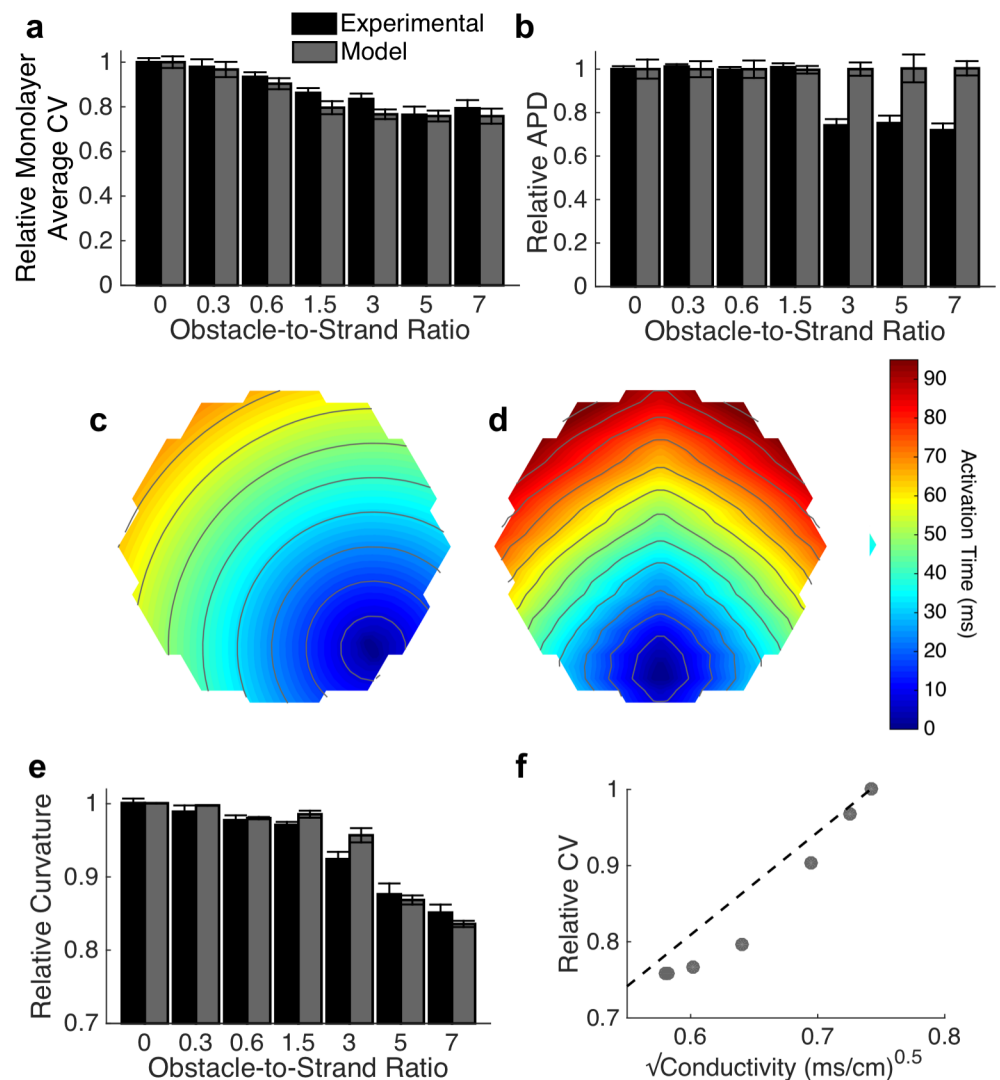 a
Experimental
Model
Relative Monolayer
Average CV
1
0.8
0.6
0.4
0.2
0
0 0.3 0.6 1.5 3 5 7
Obstacle-to-Strand Ratio
b
Relative APD
1
0.8
0.6
0.4
0.2
0
0 0.3 0.6 1.5 3 5 7
Obstacle-to-Strand Ratio
c
d
90
80
70
60
50
40
30
20
10
0
Activation Time (ms)
e
Relative Curvature
1
0.9
0.8
0.7
0 0.3 0.6 1.5 3 5 7
Obstacle-to-Strand Ratio
f
Relative CV
1
0.9
0.8
0.7
0.6 0.7 0.8
√Conductivity (ms/cm)^0.5